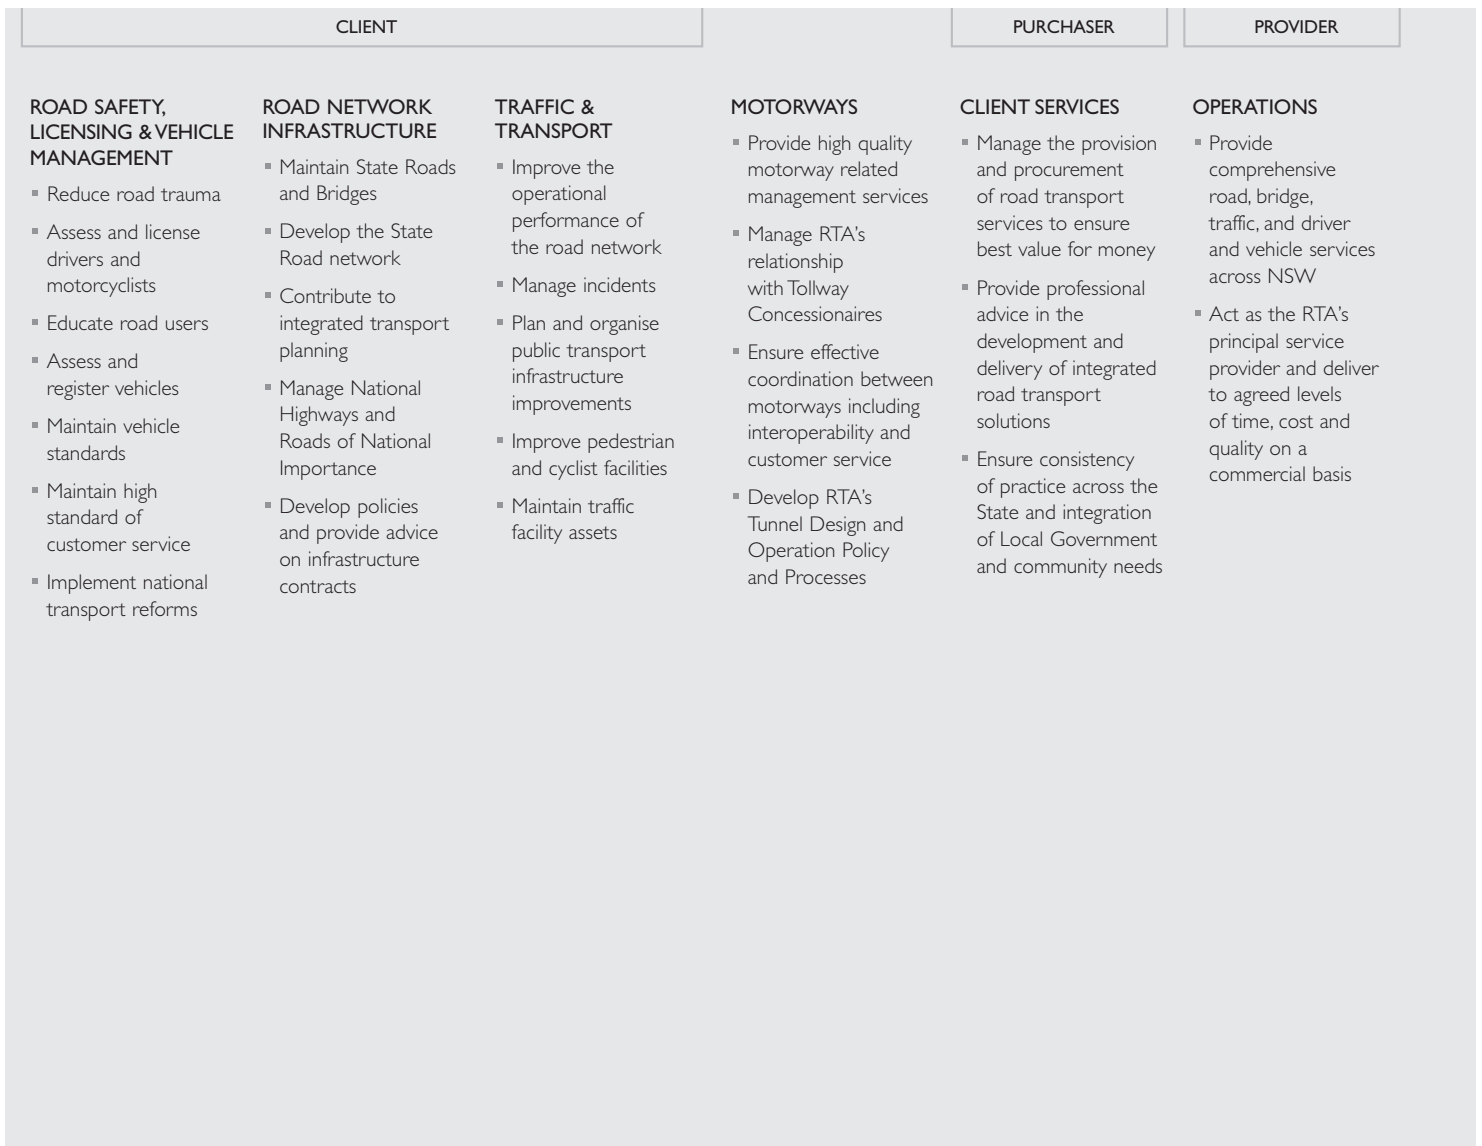 CLIENT
PURCHASER
PROVIDER
ROAD SAFETY,
LICENSING & VEHICLE
MANAGEMENT
▪ Reduce road trauma
▪ Assess and license
drivers and
motorcyclists
▪ Educate road users
▪ Assess and
register vehicles
▪ Maintain vehicle
standards
▪ Maintain high
standard of
customer service
▪ Implement national
transport reforms
ROAD NETWORK
INFRASTRUCTURE
▪ Maintain State Roads
and Bridges
▪ Develop the State
Road network
▪ Contribute to
integrated transport
planning
▪ Manage National
Highways and
Roads of National
Importance
▪ Develop policies
and provide advice
on infrastructure
contracts
TRAFFIC &
TRANSPORT
▪ Improve the
operational
performance of
the road network
▪ Manage incidents
▪ Plan and organise
public transport
infrastructure
improvements
▪ Improve pedestrian
and cyclist facilities
▪ Maintain traffic
facility assets
MOTORWAYS
▪ Provide high quality
motorway related
management services
▪ Manage RTA's
relationship
with Tollway
Concessionaires
▪ Ensure effective
coordination between
motorways including
interoperability and
customer service
▪ Develop RTA's
Tunnel Design and
Operation Policy
and Processes
CLIENT SERVICES
▪ Manage the provision
and procurement
of road transport
services to ensure
best value for money
▪ Provide professional
advice in the
development and
delivery of integrated
road transport
solutions
▪ Ensure consistency
of practice across the
State and integration
of Local Government
and community needs
OPERATIONS
▪ Provide
comprehensive
road, bridge,
traffic, and driver
and vehicle services
across NSW
▪ Act as the RTA's
principal service
provider and deliver
to agreed levels
of time, cost and
quality on a
commercial basis